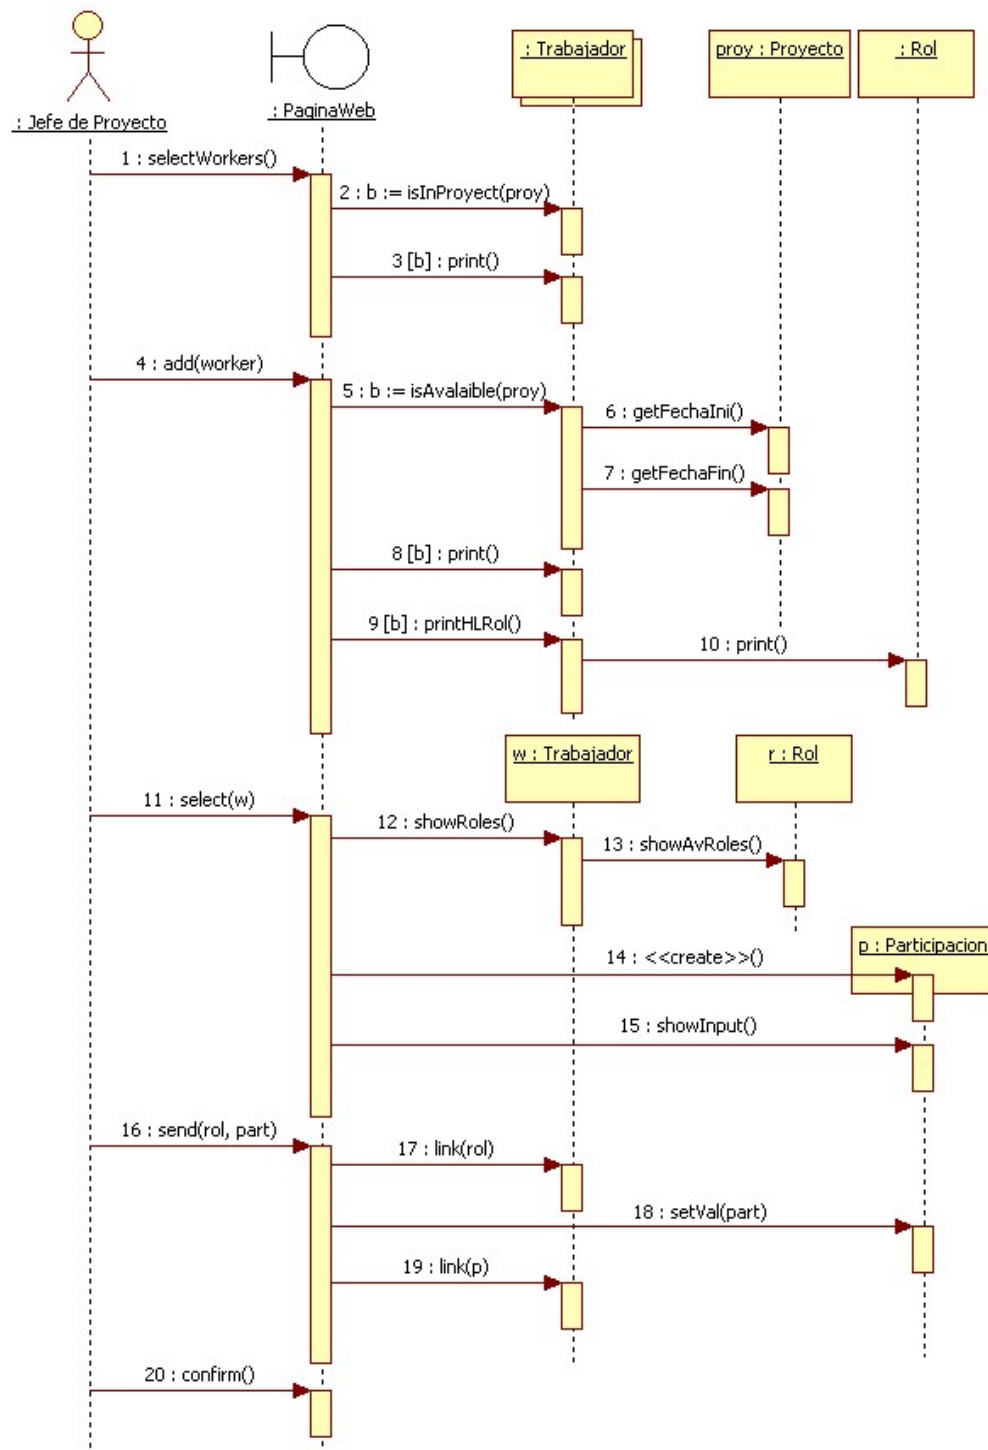 : Jefe de Proyecto
: PaginaWeb
: Trabajador
proy : Proyecto
: Rol
1 : selectWorkers()
2 : b := isInProyect(proy)
3 [b] : print()
4 : add(worker)
5 : b := isAvalaible(proy)
6 : getFechaIni()
7 : getFechaFin()
8 [b] : print()
9 [b] : printHLRol()
10 : print()
w : Trabajador
r : Rol
11 : select(w)
12 : showRoles()
13 : showAvRoles()
p : Participacion
14 : <<create>>()
15 : showInput()
16 : send(rol, part)
17 : link(rol)
18 : setVal(part)
19 : link(p)
20 : confirm()